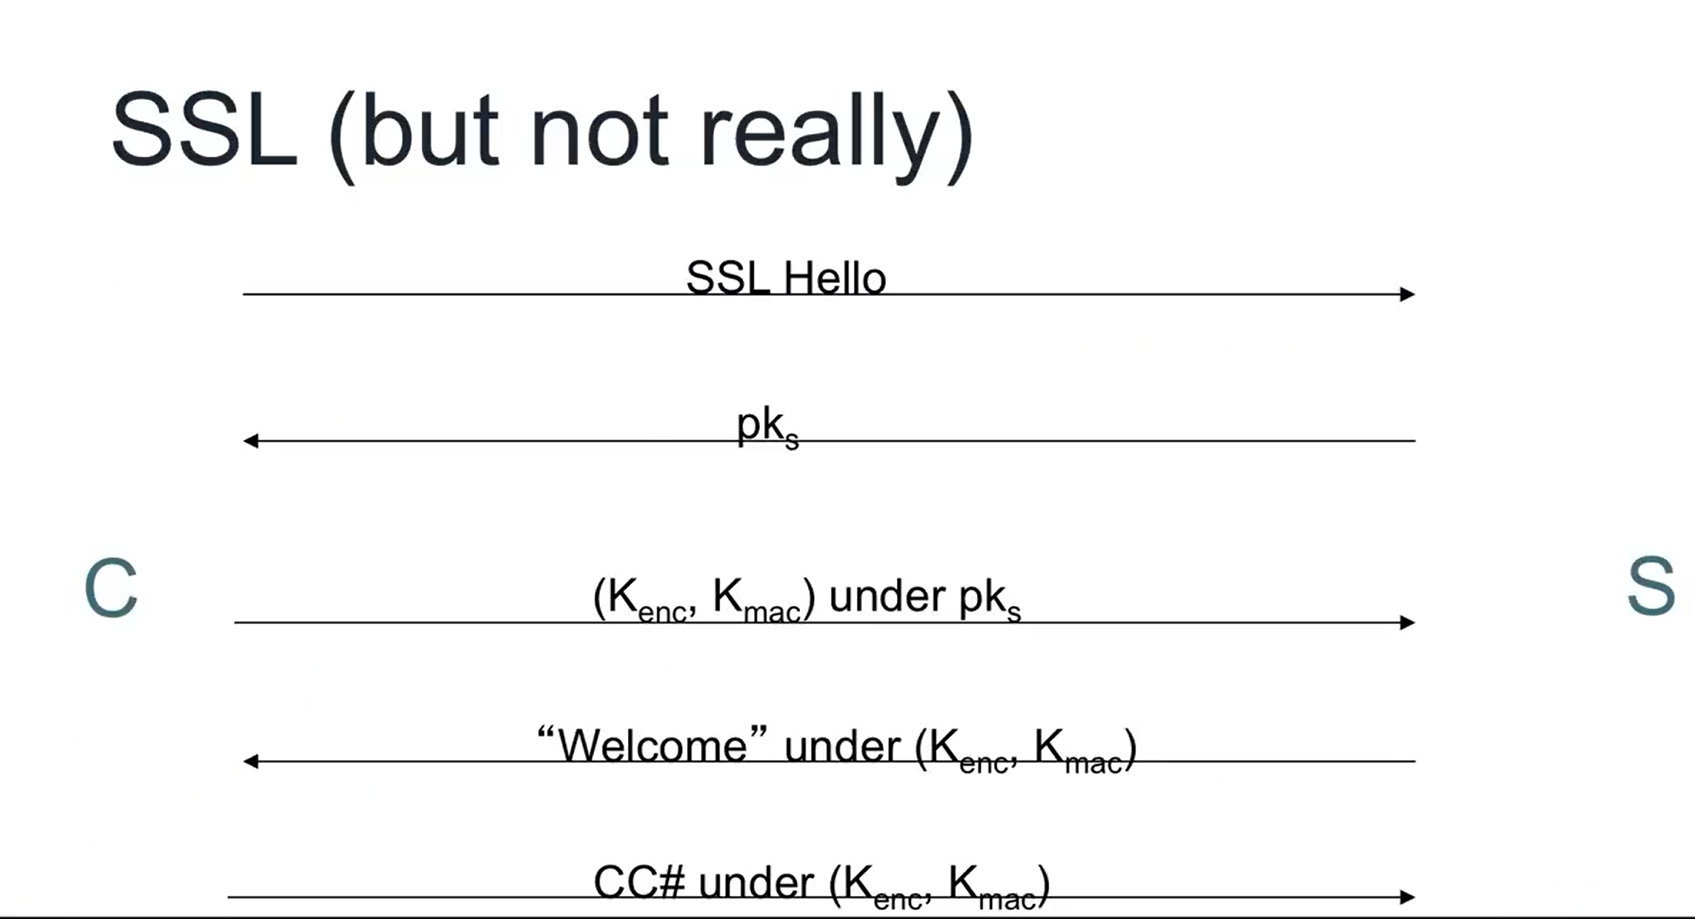 SSL (but not really)
SSL Hello
pks
C
S
(Kenc, Kmac) under pks
“Welcome” under (Kenc, Kmac)
CC# under (Kenc, Kmac)